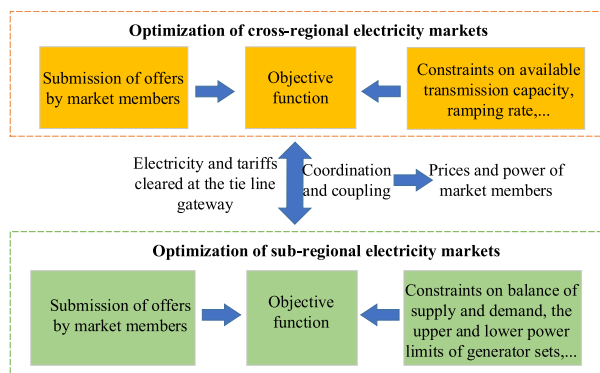 Optimization of cross-regional electricity markets
Submission of offers
by market members
Objective
function
Constraints on available
transmission capacity,
ramping rate,...
Electricity and tariffs
cleared at the tie line
gateway
Coordination
and coupling
Prices and power of
market members
Optimization of sub-regional electricity markets
Submission of offers
by market members
Objective
function
Constraints on balance of
supply and demand, the
upper and lower power
limits of generator sets,...